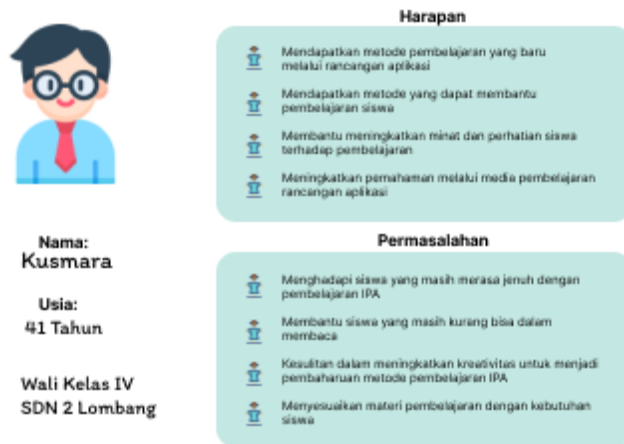 Harapan
Mendapatkan metode pembelajaran yang baru
melalui rancangan aplikasi
Mendapatkan metode yang dapat membantu
pembelajaran siswa
Membantu meningkatkan minat dan perhatian siswa
terhadap pembelajaran
Meningkatkan pemahaman melalui media pembelajaran
rancangan aplikasi
Nama:
Kusmara
Usia:
41 Tahun
Wali Kelas IV
SDN 2 Lombang
Permasalahan
Menghadapi siswa yang masih merasa jenuh dengan
pembelajaran IPA
Membantu siswa yang masih kurang bisa dalam
membaca
Kesulitan dalam meningkatkan kreativitas untuk menjadi
pembaharuan metode pembelajaran IPA
Menyesuaikan materi pembelajaran dengan kebutuhan
siswa